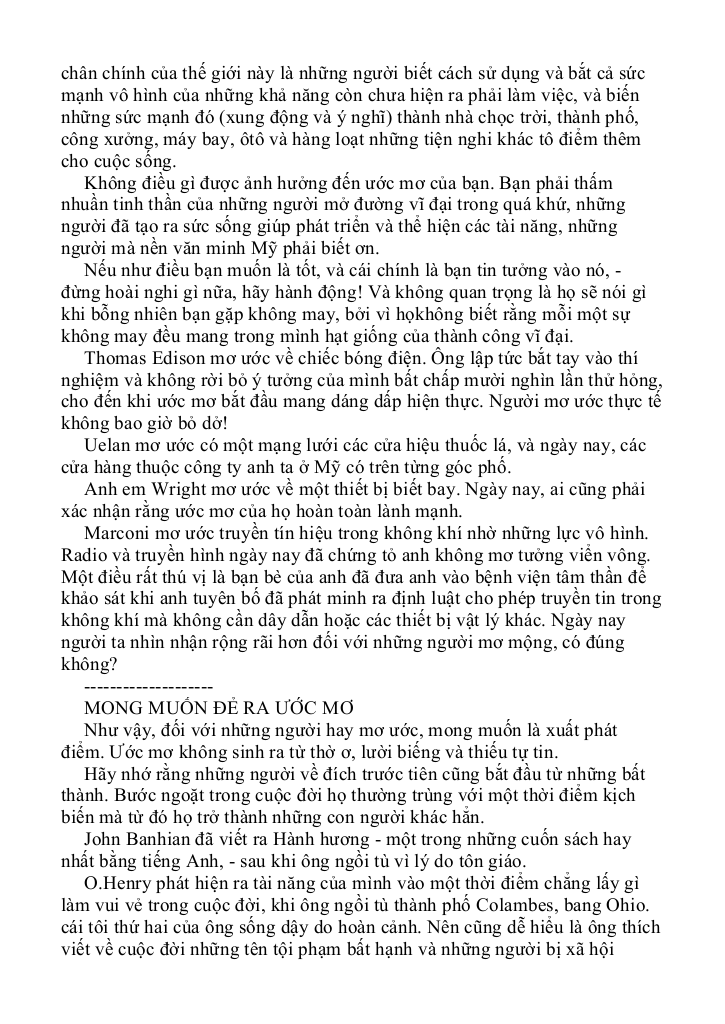 chân chính của thế giới này là những người biết cách sử dụng và bắt cả sức
mạnh vô hình của những khả năng còn chưa hiện ra phải làm việc, và biến
những sức mạnh đó (xung động và ý nghĩ) thành nhà chọc trời, thành phố,
công xưởng, máy bay, ôtô và hàng loạt những tiện nghi khác tô điểm thêm
cho cuộc sống.
Không điều gì được ảnh hưởng đến ước mơ của bạn. Bạn phải thấm
nhuần tinh thần của những người mở đường vĩ đại trong quá khứ, những
người đã tạo ra sức sống giúp phát triển và thể hiện các tài năng, những
người mà nền văn minh Mỹ phải biết ơn.
Nếu như điều bạn muốn là tốt, và cái chính là bạn tin tưởng vào nó, -
đừng hoài nghi gì nữa, hãy hành động! Và không quan trọng là họ sẽ nói gì
khi bỗng nhiên bạn gặp không may, bởi vì họkhông biết rằng mỗi một sự
không may đều mang trong mình hạt giống của thành công vĩ đại.
Thomas Edison mơ ước về chiếc bóng điện. Ông lập tức bắt tay vào thí
nghiệm và không rời bỏ ý tưởng của mình bất chấp mười nghìn lần thử hỏng,
cho đến khi ước mơ bắt đầu mang dáng dấp hiện thực. Người mơ ước thực tế
không bao giờ bỏ dở!
Uelan mơ ước có một mạng lưới các cửa hiệu thuốc lá, và ngày nay, các
cửa hàng thuộc công ty anh ta ở Mỹ có trên từng góc phố.
Anh em Wright mơ ước về một thiết bị biết bay. Ngày nay, ai cũng phải
xác nhận rằng ước mơ của họ hoàn toàn lành mạnh.
Marconi mơ ước truyền tín hiệu trong không khí nhờ những lực vô hình.
Radio và truyền hình ngày nay đã chứng tỏ anh không mơ tưởng viển vông.
Một điều rất thú vị là bạn bè của anh đã đưa anh vào bệnh viện tâm thần để
khảo sát khi anh tuyên bố đã phát minh ra định luật cho phép truyền tin trong
không khí mà không cần dây dẫn hoặc các thiết bị vật lý khác. Ngày nay
người ta nhìn nhận rộng rãi hơn đối với những người mơ mộng, có đúng
không?
--------------------
MONG MUỐN ĐẺ RA ƯỚC MƠ
Như vậy, đối với những người hay mơ ước, mong muốn là xuất phát
điểm. Ước mơ không sinh ra từ thờ ơ, lười biếng và thiếu tự tin.
Hãy nhớ rằng những người về đích trước tiên cũng bắt đầu từ những bất
thành. Bước ngoặt trong cuộc đời họ thường trùng với một thời điểm kịch
biến mà từ đó họ trở thành những con người khác hẳn.
John Banhian đã viết ra Hành hương - một trong những cuốn sách hay
nhất bằng tiếng Anh, - sau khi ông ngồi tù vì lý do tôn giáo.
O.Henry phát hiện ra tài năng của mình vào một thời điểm chẳng lấy gì
làm vui vẻ trong cuộc đời, khi ông ngồi tù thành phố Colambes, bang Ohio.
cái tôi thứ hai của ông sống dậy do hoàn cảnh. Nên cũng dễ hiểu là ông thích
viết về cuộc đời những tên tội phạm bất hạnh và những người bị xã hội